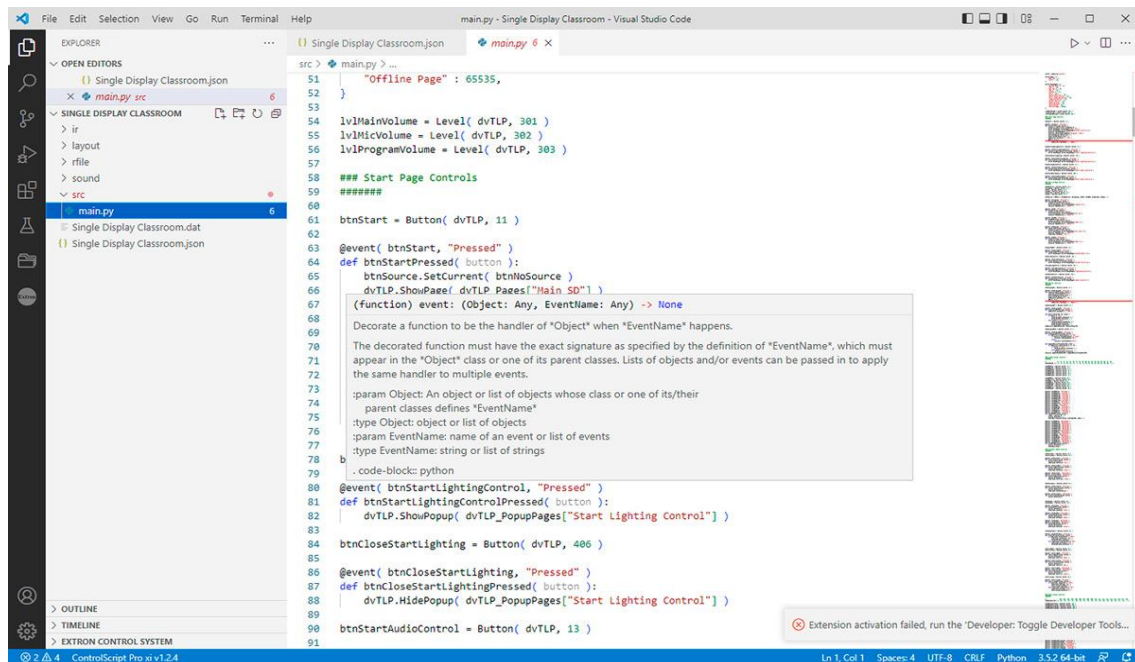 File Edit Selection View Go Run Terminal Help
main.py - Single Display Classroom - Visual Studio Code
EXPLORER
OPEN EDITORS
{} Single Display Classroom.json
main.py src 6
SINGLE DISPLAY CLASSROOM
ir
layout
rfile
sound
src
main.py 6
Single Display Classroom.dat
{} Single Display Classroom.json
OUTLINE
TIMELINE
EXTRON CONTROL SYSTEM
{} Single Display Classroom.json
main.py 6
src > main.py > ...
51 "Offline Page" : 65535,
52 }
53
54 lvlMainVolume = Level( dvTLP, 301 )
55 lvlMicVolume = Level( dvTLP, 302 )
56 lvlProgramVolume = Level( dvTLP, 303 )
57
58 ### Start Page Controls
59 #######
60
61 btnStart = Button( dvTLP, 11 )
62
63 @event( btnStart, "Pressed" )
64 def btnStartPressed( button ):
65 btnSource.SetCurrent( btnNoSource )
66 dvTLP.ShowPage( dvTLP_Pages["Main SD"] )
67
68
69
70
71
72
73
74
75
76
77
78 b
79
(function) event: (Object: Any, EventName: Any) -> None
Decorate a function to be the handler of *Object* when *EventName* happens.
The decorated function must have the exact signature as specified by the definition of *EventName*, which must
appear in the *Object* class or one of its parent classes. Lists of objects and/or events can be passed in to apply
the same handler to multiple events.
:param Object: An object or list of objects whose class or one of its/their
parent classes defines *EventName*
:type Object: object or list of objects
:param EventName: name of an event or list of events
:type EventName: string or list of strings
. code-block:: python
80 @event( btnStartLightingControl, "Pressed" )
81 def btnStartLightingControlPressed( button ):
82 dvTLP.ShowPopup( dvTLP_PopupPages["Start Lighting Control"] )
83
84 btnCloseStartLighting = Button( dvTLP, 406 )
85
86 @event( btnCloseStartLighting, "Pressed" )
87 def btnCloseStartLightingPressed( button ):
88 dvTLP.HidePopup( dvTLP_PopupPages["Start Lighting Control"] )
89
90 btnStartAudioControl = Button( dvTLP, 13 )
91
Extension activation failed, run the 'Developer: Toggle Developer Tools...
2 4 ControlScript Pro xi v1.2.4
Ln 1, Col 1 Spaces: 4 UTF-8 CRLF Python 3.5.2 64-bit